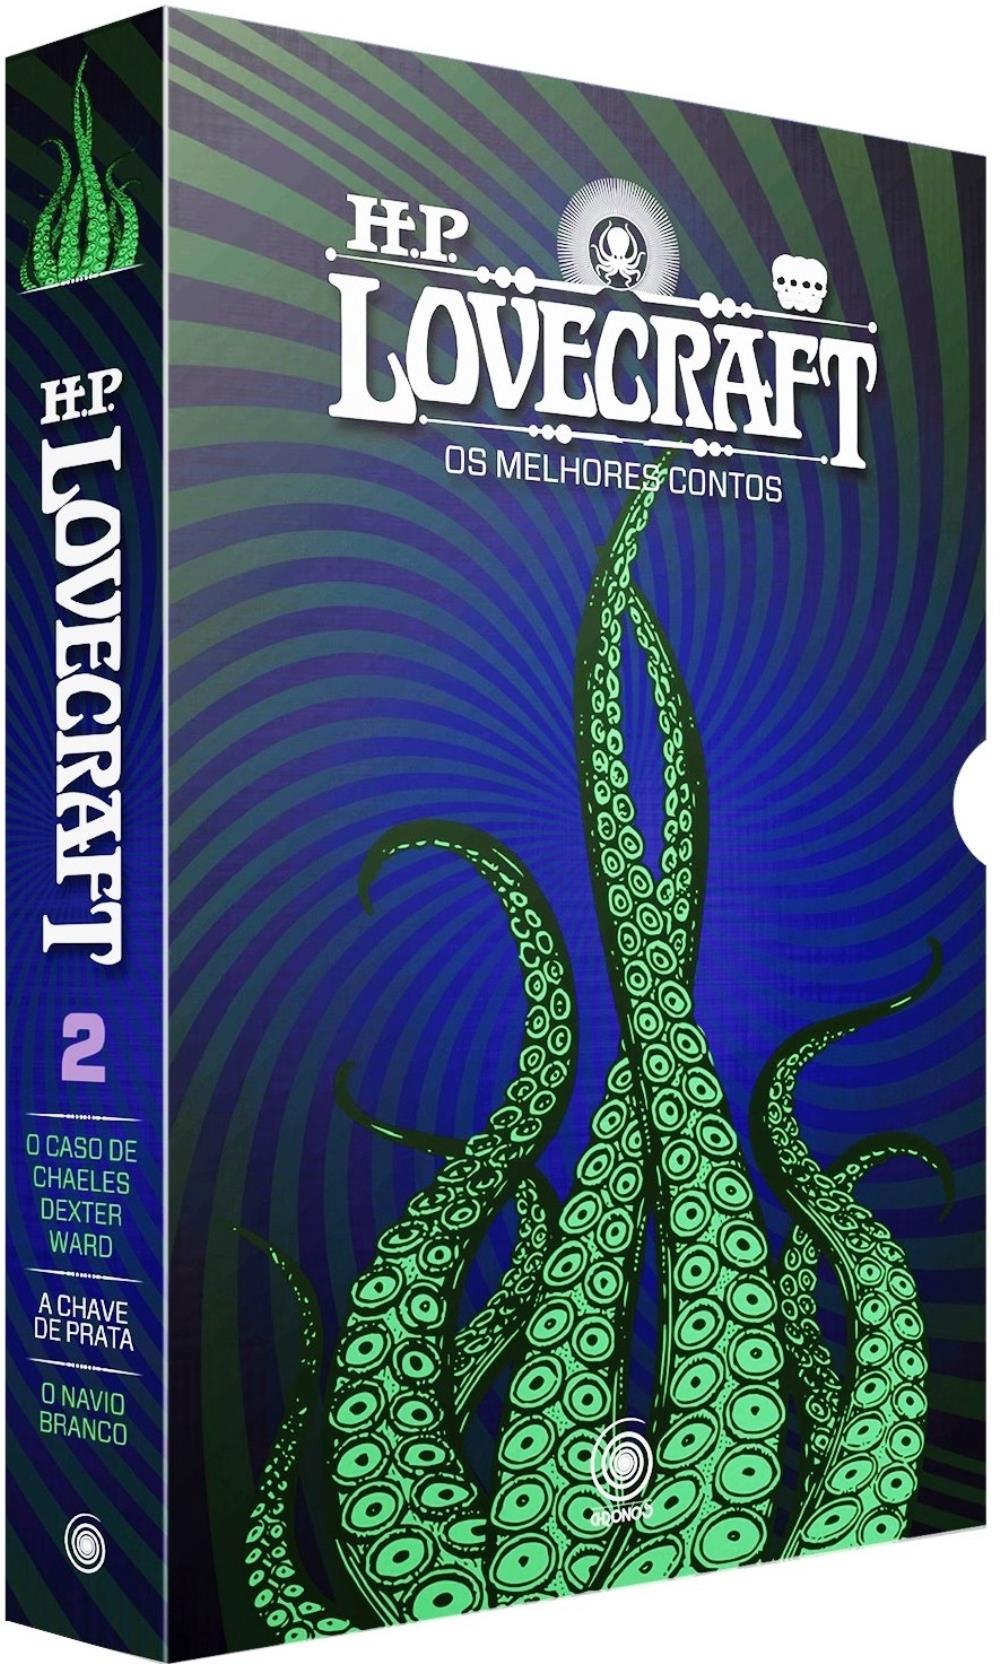 H.P.
LOVECRAFT
OS MELHORES CONTOS
H.P.
LOVECRAFT
2
O CASO DE
CHAELES
DEXTER
WARD
A CHAVE
DE PRATA
O NAVIO
BRANCO